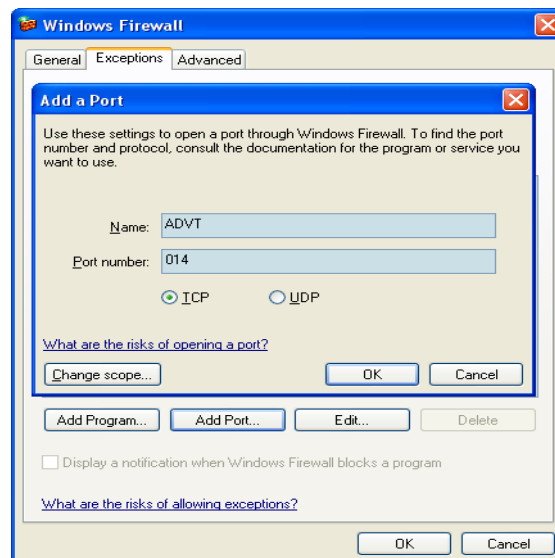 Windows Firewall
General Exceptions Advanced
Add a Port
Use these settings to open a port through Windows Firewall. To find the port
number and protocol, consult the documentation for the program or service you
want to use.
Name: ADVT
Port number: 014
TCP UDP
What are the risks of opening a port?
Change scope... OK Cancel
Add Program... Add Port... Edit... Delete
Display a notification when Windows Firewall blocks a program
What are the risks of allowing exceptions?
OK Cancel